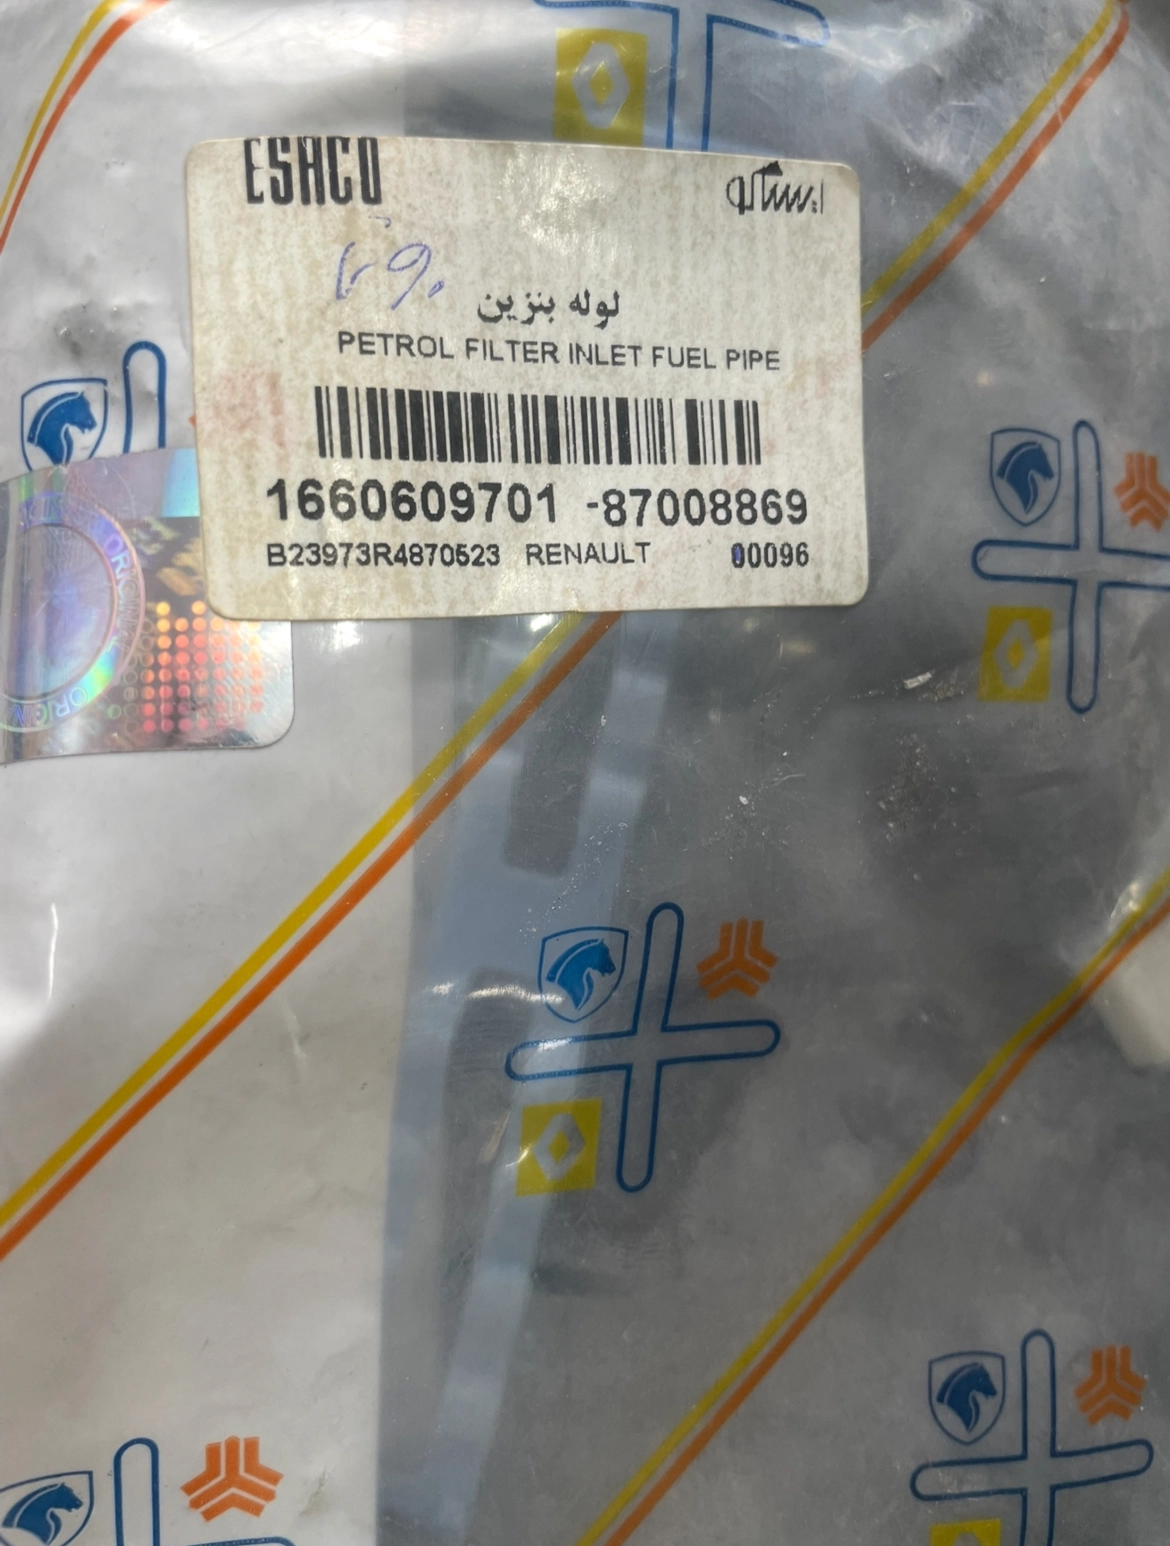 ESACO
ایساکو
لوله بنزین
PETROL FILTER INLET FUEL PIPE
1660609701 -87008869
B23973R4870523 RENAULT 00096